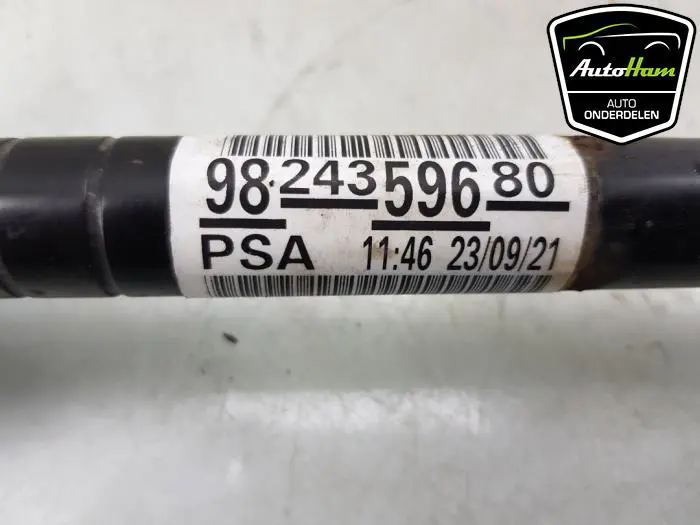 AutoHam
AUTO
ONDERDELEN
98 243 596 80
PSA 11:46 23/09/21